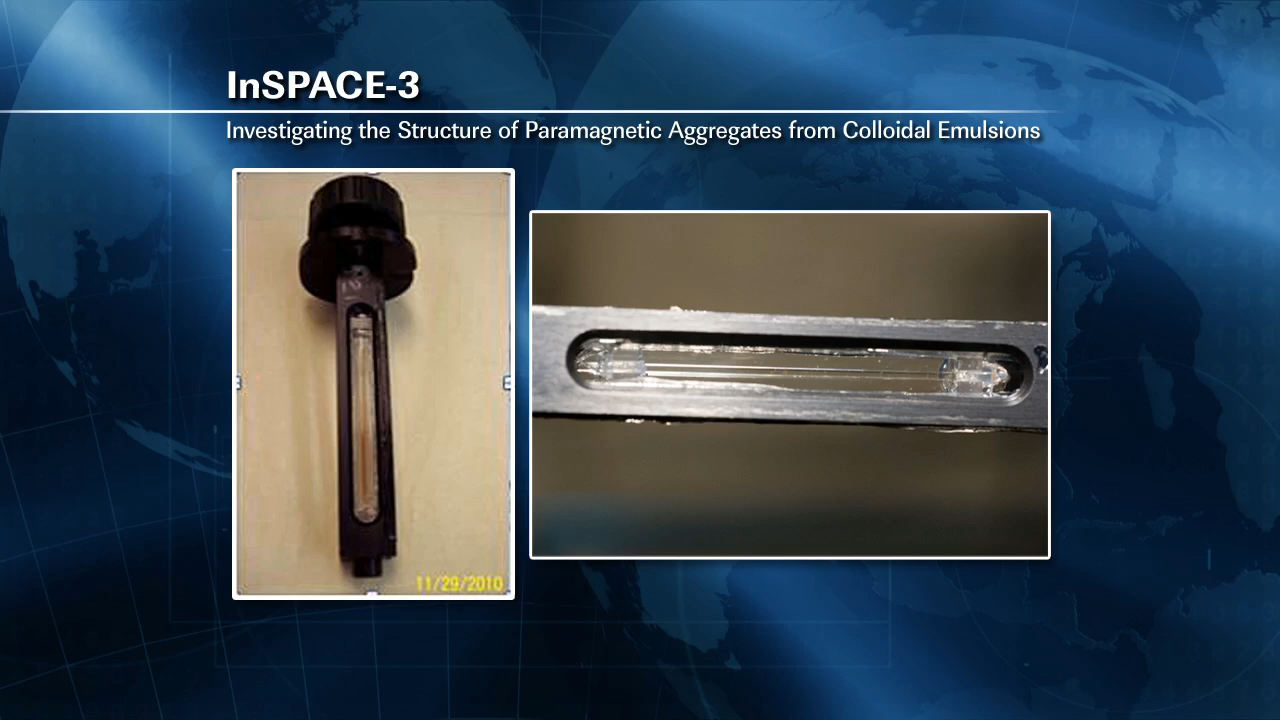 InSPACE-3
Investigating the Structure of Paramagnetic Aggregates from Colloidal Emulsions
11/29/2010